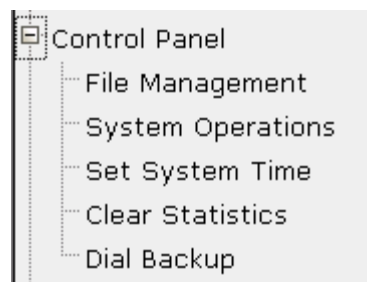 Control Panel
File Management
System Operations
Set System Time
Clear Statistics
Dial Backup